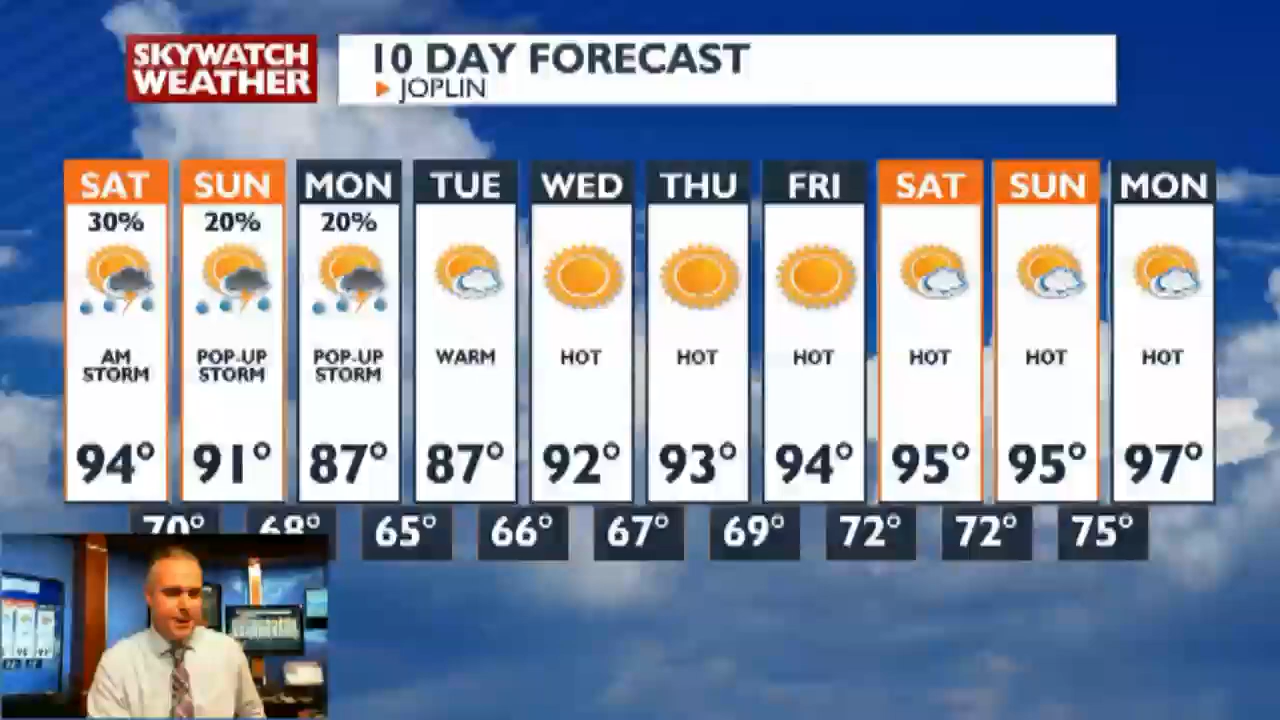 SKYWATCH
WEATHER
10 DAY FORECAST
JOPLIN
SAT SUN MON TUE WED THU FRI SAT SUN MON
30% 20% 20%
AM POP-UP POP-UP WARM HOT HOT HOT HOT HOT HOT
STORM STORM STORM
94° 91° 87° 87° 92° 93° 94° 95° 95° 97°
70° 68° 65° 66° 67° 69° 72° 72° 75°